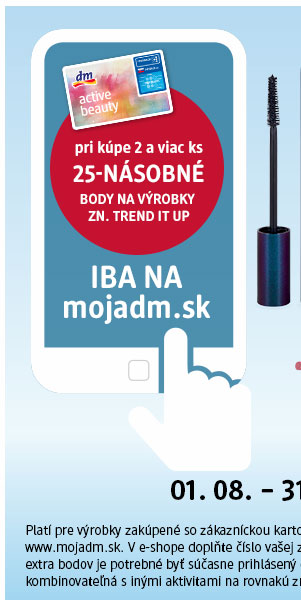 dm
active
beauty
pri kúpe 2 a viac ks
25-NÁSOBNÉ
BODY NA VÝROBKY
ZN. TREND IT UP
IBA NA
mojadm.sk
01. 08. – 31
Platí pre výrobky zakúpené so zákazníckou karto
www.mojadm.sk. V e-shope doplňte číslo vašej z
extra bodov je potrebné byť súčasne prihlásený
kombinovateľná s inými aktivitami na rovnakú zn